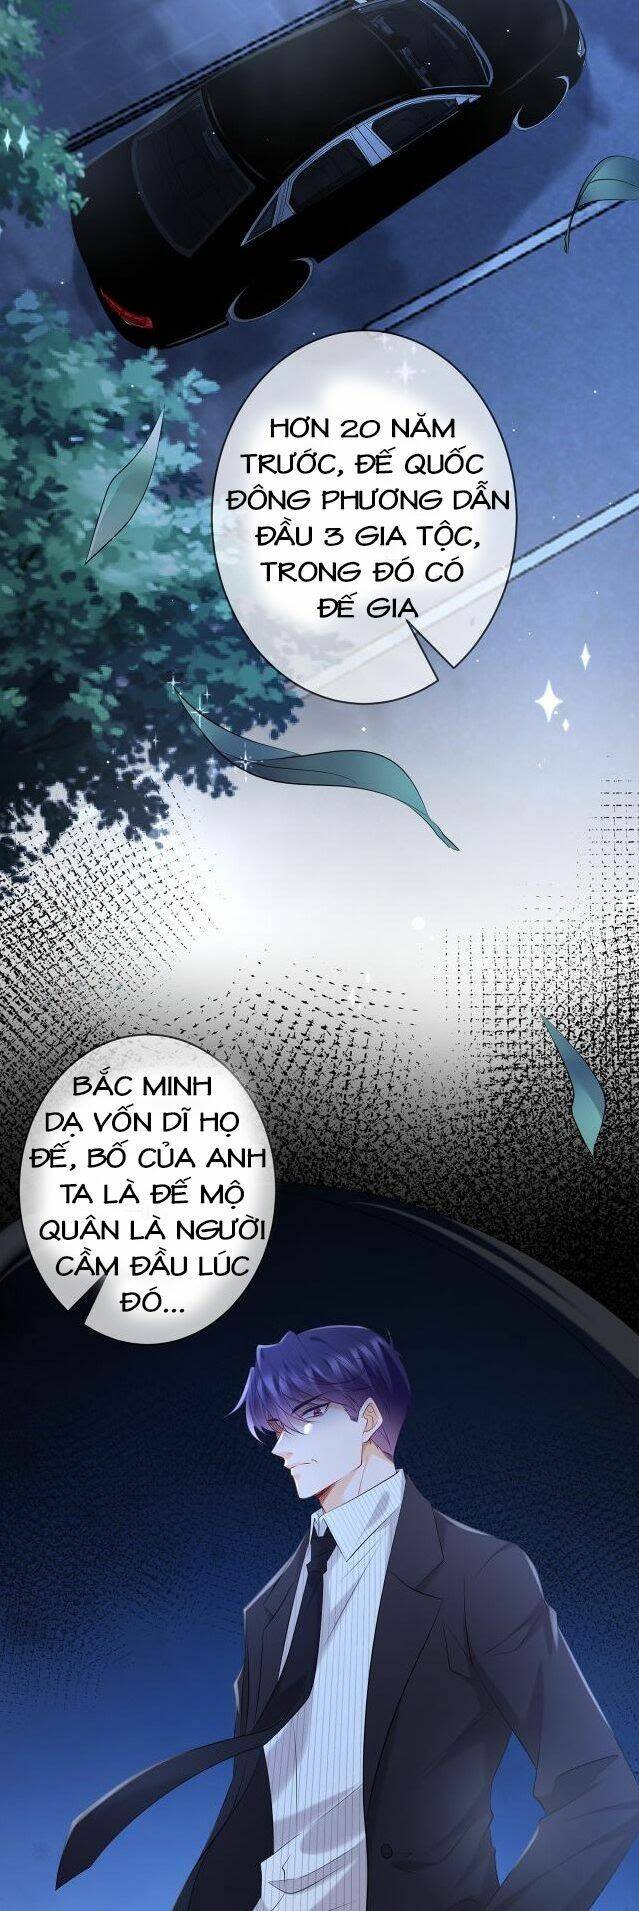 HƠN 20 NĂM
TRƯỚC, ĐẾ QUỐC
ĐÔNG PHƯƠNG DẪN
ĐẦU 3 GIA TỘC,
TRONG ĐÓ CÓ
ĐẾ GIA
BẮC MINH
DẠ VỐN DĨ HỌ
ĐẾ, BỐ CỦA ANH
TA LÀ ĐẾ MỘ
QUÂN LÀ NGƯỜI
CẦM ĐẦU LÚC
ĐÓ...